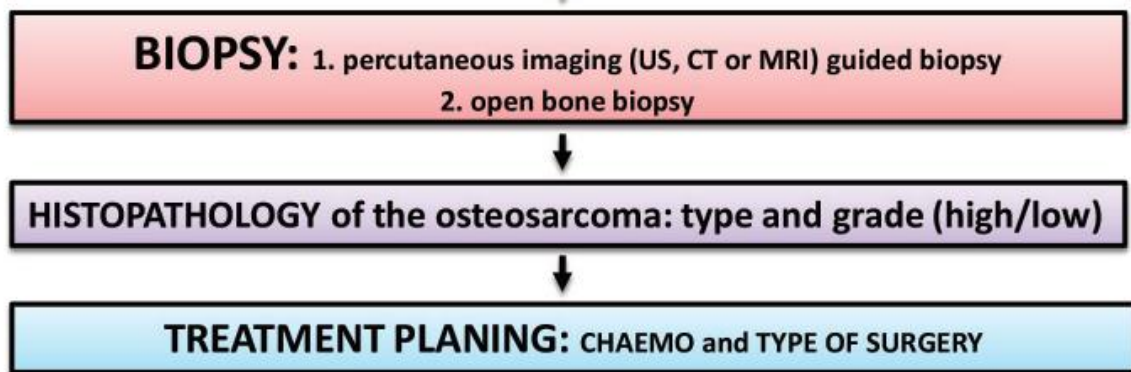 BIOPSY: 1. percutaneous imaging (US, CT or MRI) guided biopsy
2. open bone biopsy
HISTOPATHOLOGY of the osteosarcoma: type and grade (high/low)
TREATMENT PLANING: CHAEMO and TYPE OF SURGERY